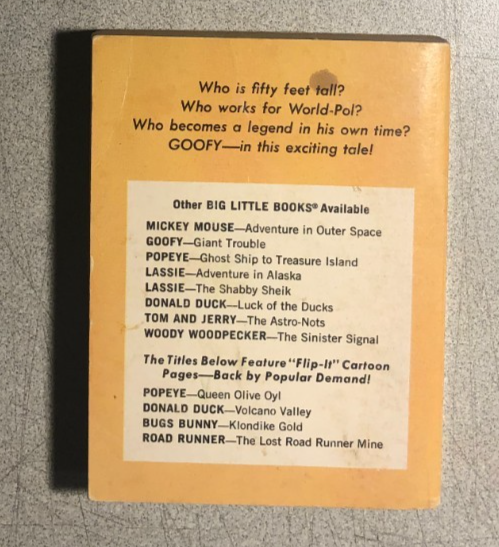 Who is fifty feet tall?
Who works for World-Pol?
Who becomes a legend in his own time?
GOOFY—in this exciting tale!
Other BIG LITTLE BOOKS® Available
MICKEY MOUSE—Adventure in Outer Space
GOOFY—Giant Trouble
POPEYE—Ghost Ship to Treasure Island
LASSIE—Adventure in Alaska
LASSIE—The Shabby Sheik
DONALD DUCK—Luck of the Ducks
TOM AND JERRY—The Astro-Nots
WOODY WOODPECKER—The Sinister Signal
The Titles Below Feature "Flip-It" Cartoon
Pages—Back by Popular Demand!
POPEYE—Queen Olive Oyl
DONALD DUCK—Volcano Valley
BUGS BUNNY—Klondike Gold
ROAD RUNNER—The Lost Road Runner Mine